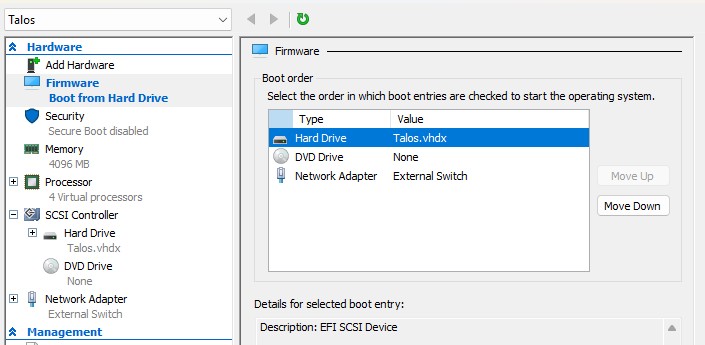 Talos
Hardware
Add Hardware
Firmware
Boot from Hard Drive
Security
Secure Boot disabled
Memory
4096 MB
Processor
4 Virtual processors
SCSI Controller
Hard Drive
Talos.vhdx
DVD Drive
None
Network Adapter
External Switch
Management
Firmware
Boot order
Select the order in which boot entries are checked to start the operating system.
Type Value
Hard Drive Talos.vhdx
DVD Drive None
Network Adapter External Switch
Move Up
Move Down
Details for selected boot entry:
Description: EFI SCSI Device